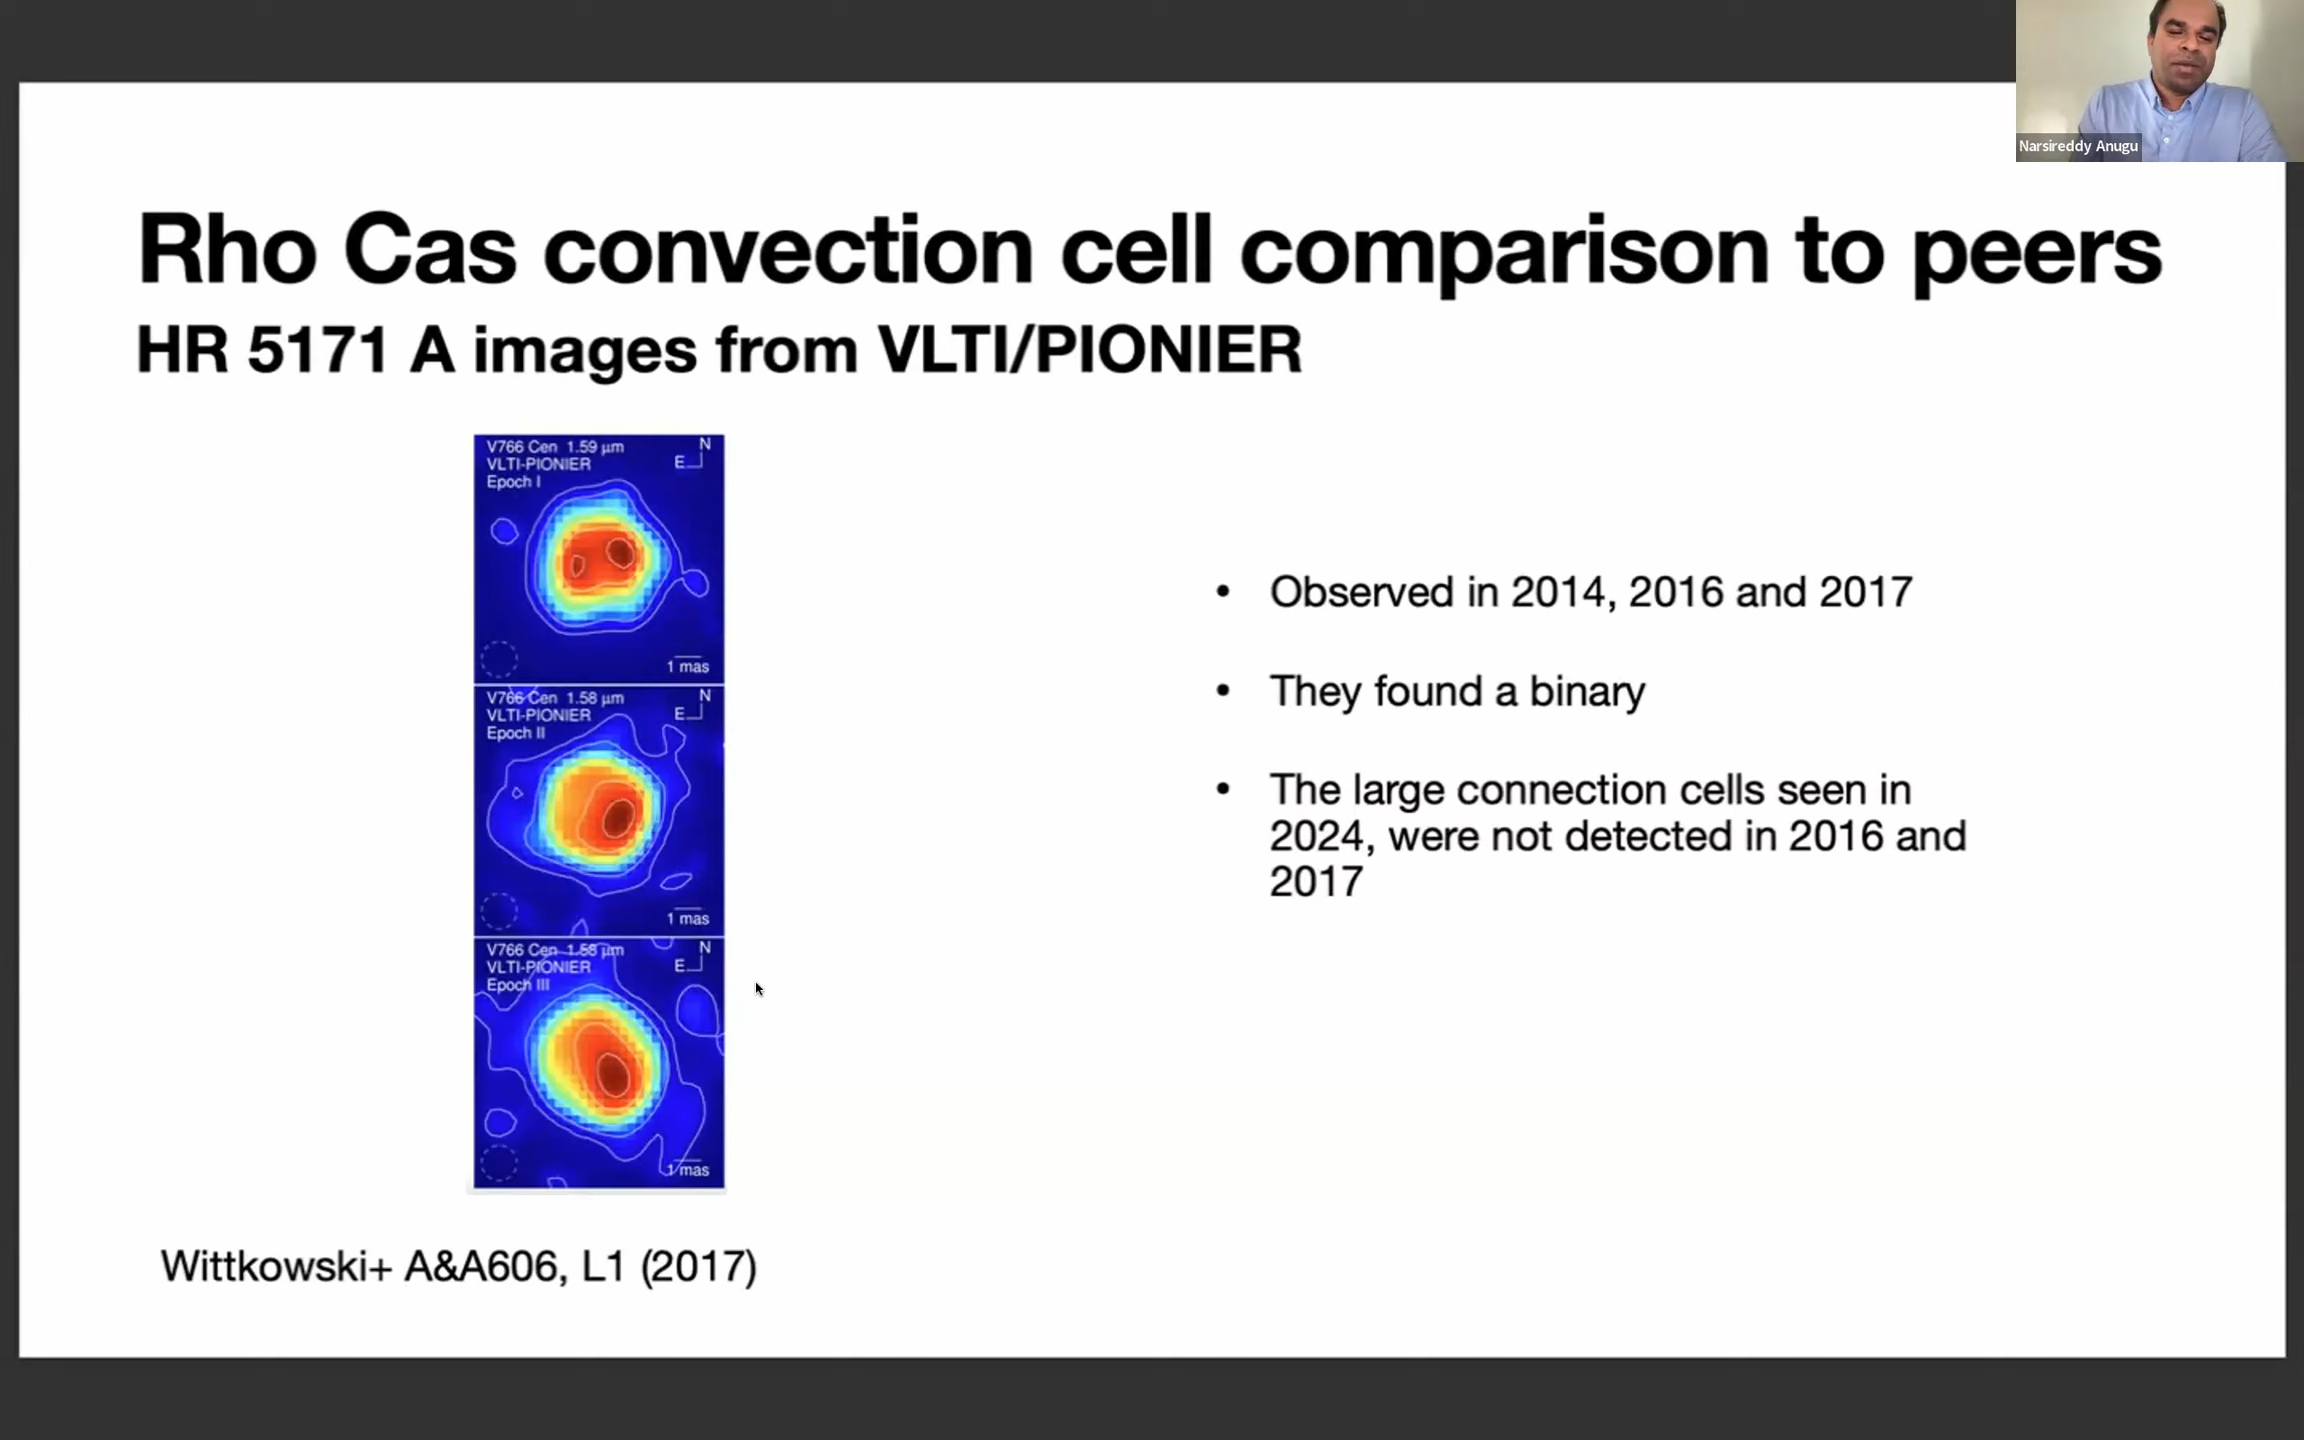 Narsireddy Anugu
Rho Cas convection cell comparison to peers
HR 5171 A images from VLTI/PIONIER
V766 Cen 1.59 µm
VLTI-PIONIER
Epoch I
N
E
1 mas
V766 Cen 1.58 µm
VLTI-PIONIER
Epoch II
N
E
1 mas
V766 Cen 1.58 µm
VLTI-PIONIER
Epoch III
N
E
1 mas
• Observed in 2014, 2016 and 2017
• They found a binary
• The large connection cells seen in
2024, were not detected in 2016 and
2017
Wittkowski+ A&A606, L1 (2017)